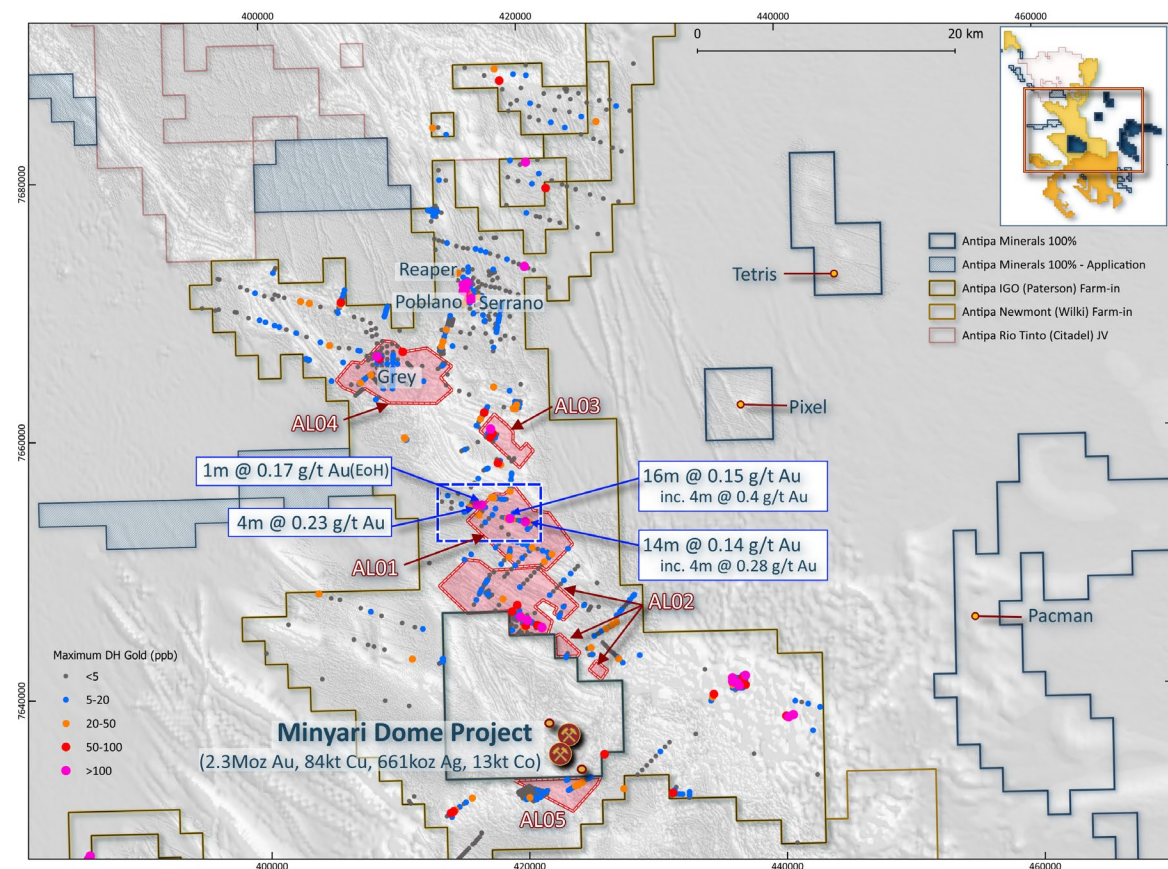 400000
420000
440000
460000
0
20 km
7680000
7660000
7640000
Antipa Minerals 100%
Antipa Minerals 100% - Application
Antipa IGO (Paterson) Farm-in
Antipa Newmont (Wilki) Farm-in
Antipa Rio Tinto (Citadel) JV
Reaper
Poblano
Serrano
Tetris
Grey
AL04
AL03
Pixel
1m @ 0.17 g/t Au(EoH)
4m @ 0.23 g/t Au
16m @ 0.15 g/t Au
inc. 4m @ 0.4 g/t Au
14m @ 0.14 g/t Au
inc. 4m @ 0.28 g/t Au
AL01
AL02
Pacman
Maximum DH Gold (ppb)
<5
5-20
20-50
50-100
>100
Minyari Dome Project
(2.3Moz Au, 84kt Cu, 661koz Ag, 13kt Co)
AL05
400000
420000
440000
460000